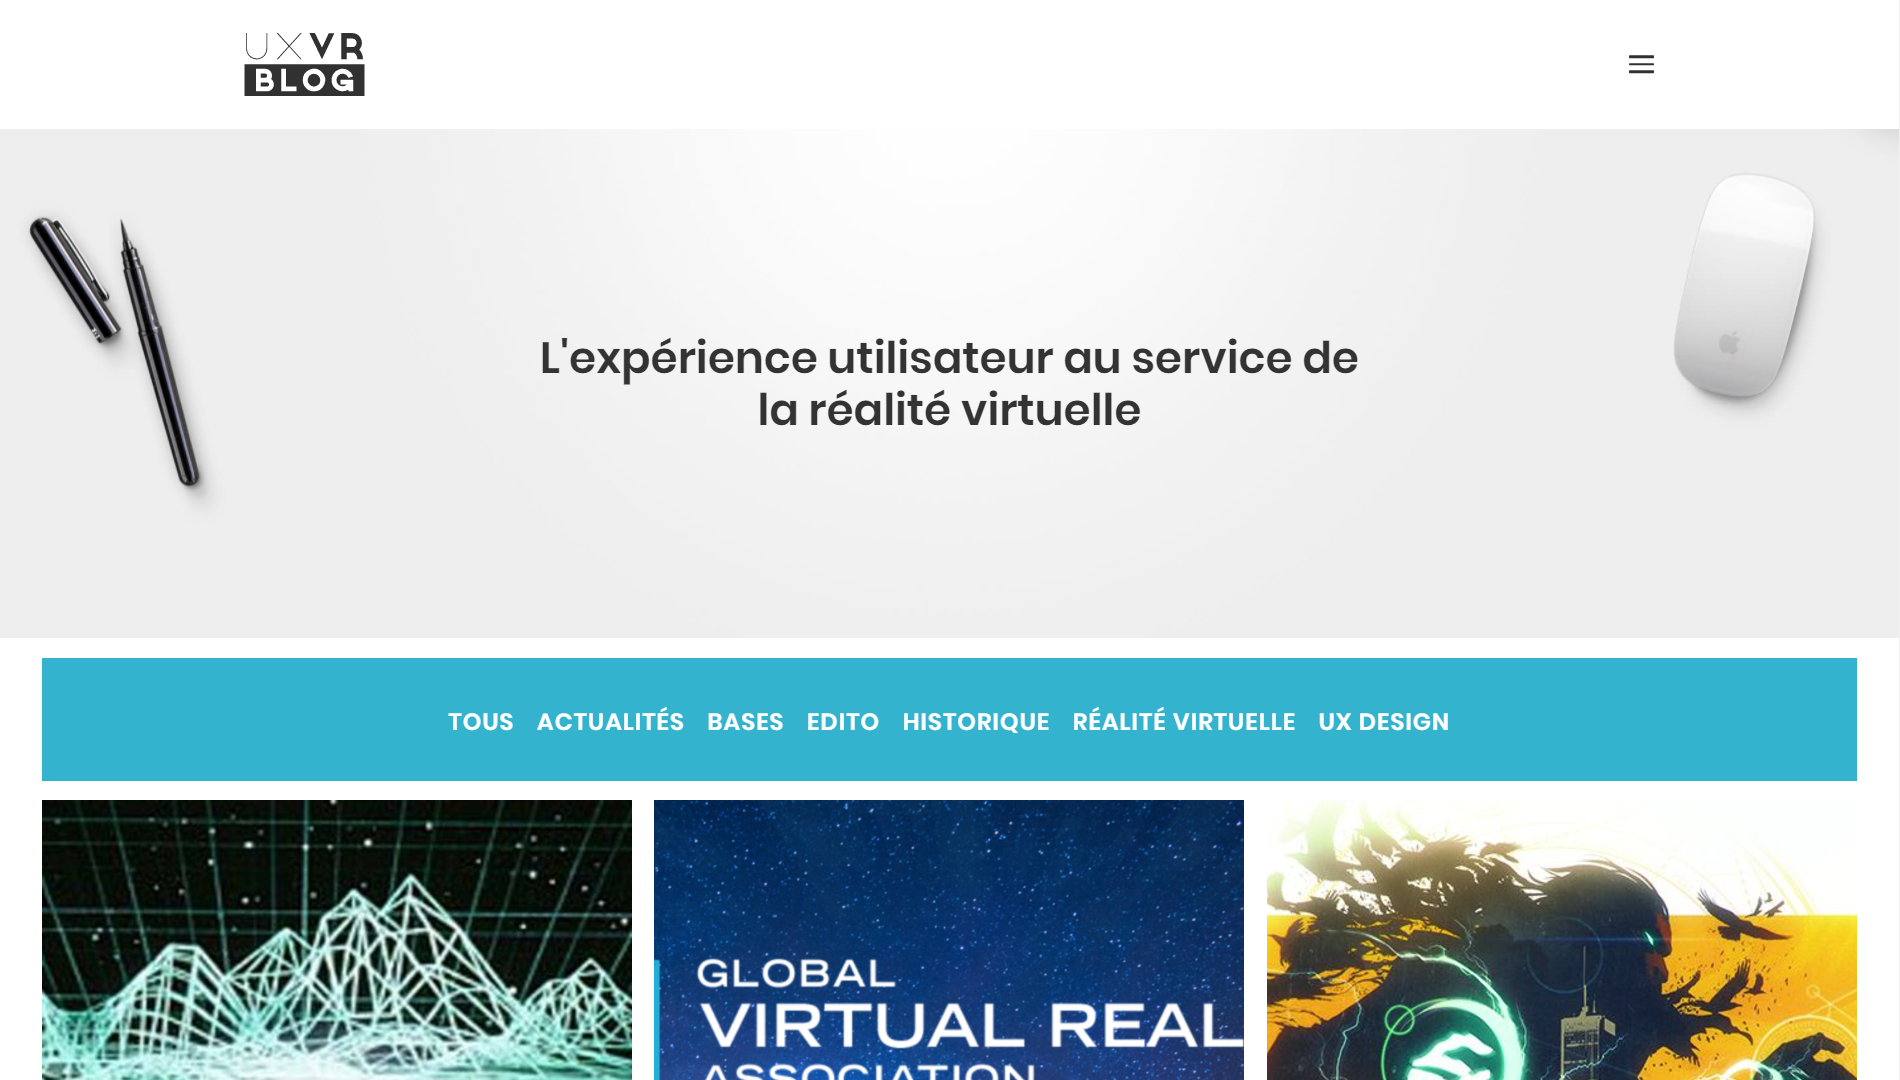 UXVR
BLOG
L'expérience utilisateur au service de
la réalité virtuelle
TOUS ACTUALITÉS BASES EDITO HISTORIQUE RÉALITÉ VIRTUELLE UX DESIGN
GLOBAL
VIRTUAL REAL
ASSOCIATION